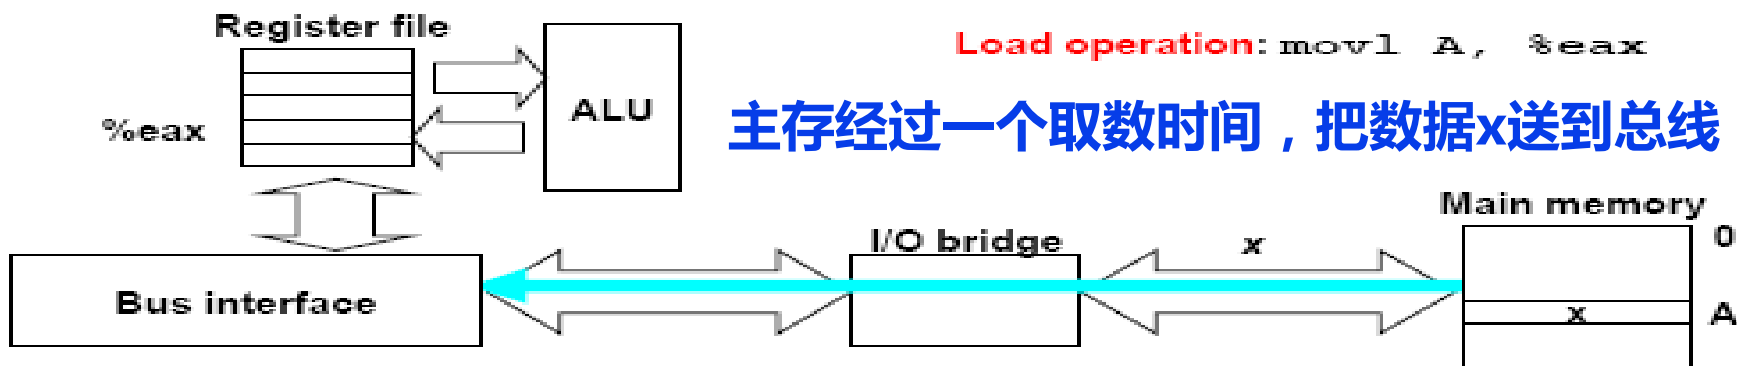 Register file
Load operation: movl A, %eax
ALU
%eax
主存经过一个取数时间，把数据x送到总线
Main memory
I/O bridge
x
0
Bus interface
x
A